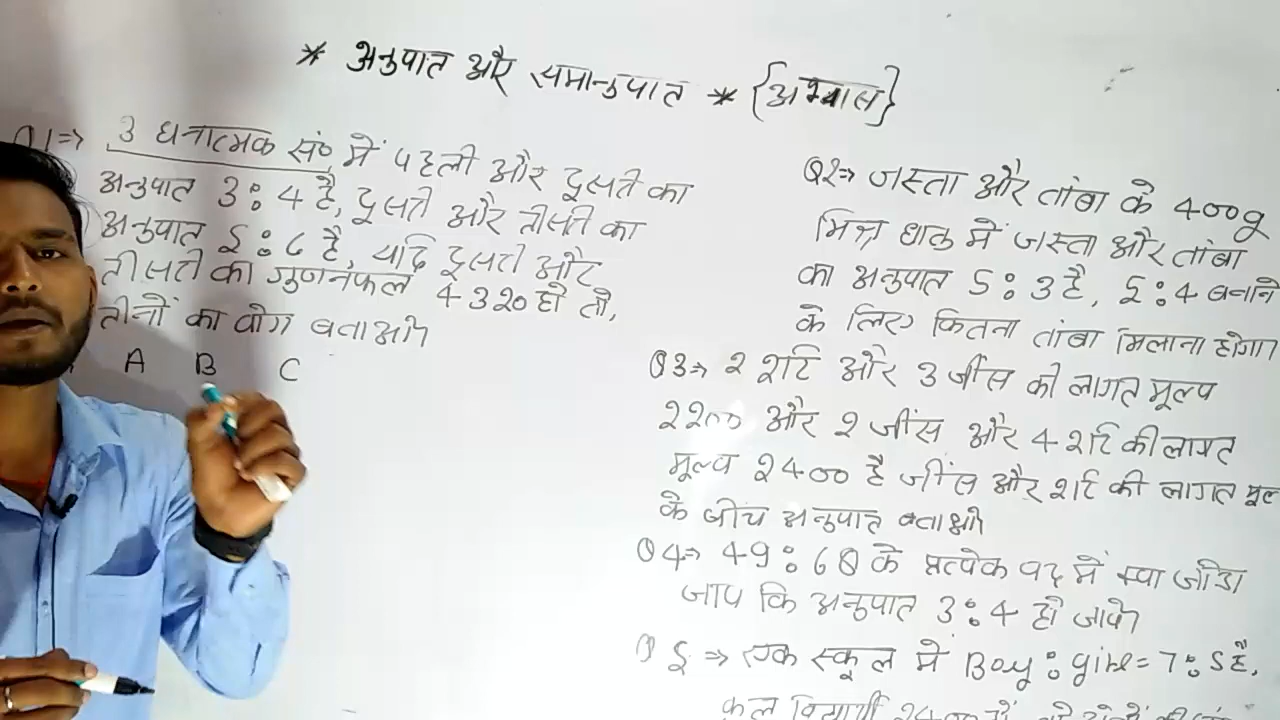 * अनुपात और समानुपात * {अभ्यास}
Q1⇒ 3 धनात्मक सं० में पहली और दूसरी का
अनुपात 3:4 है, दूसरी और तीसरी का
अनुपात 5:6 है, यदि दूसरी और
तीसरी का गुणनफल 4320 हो तो,
तीनों का योग बताओ।
A B C
Q2⇒ जस्ता और तांबा के 400g
मिश्र धातु में जस्ता और तांबा
का अनुपात 5:3 है, 5:4 बनाने
के लिए कितना तांबा मिलाना होगा।
Q3⇒ 2 शर्ट और 3 जींस की लागत मूल्य
2200 और 2 जींस और 4 शर्ट की लागत
मूल्य 2400 है जींस और शर्ट की लागत मूल
के बीच अनुपात बताओ।
Q4⇒ 49:68 के प्रत्येक पद में क्या जोड़ा
जाए कि अनुपात 3:4 हो जाये।
Q5⇒ एक स्कूल में Boy:girl=7:5 है,
कुल विद्यार्थी 2400